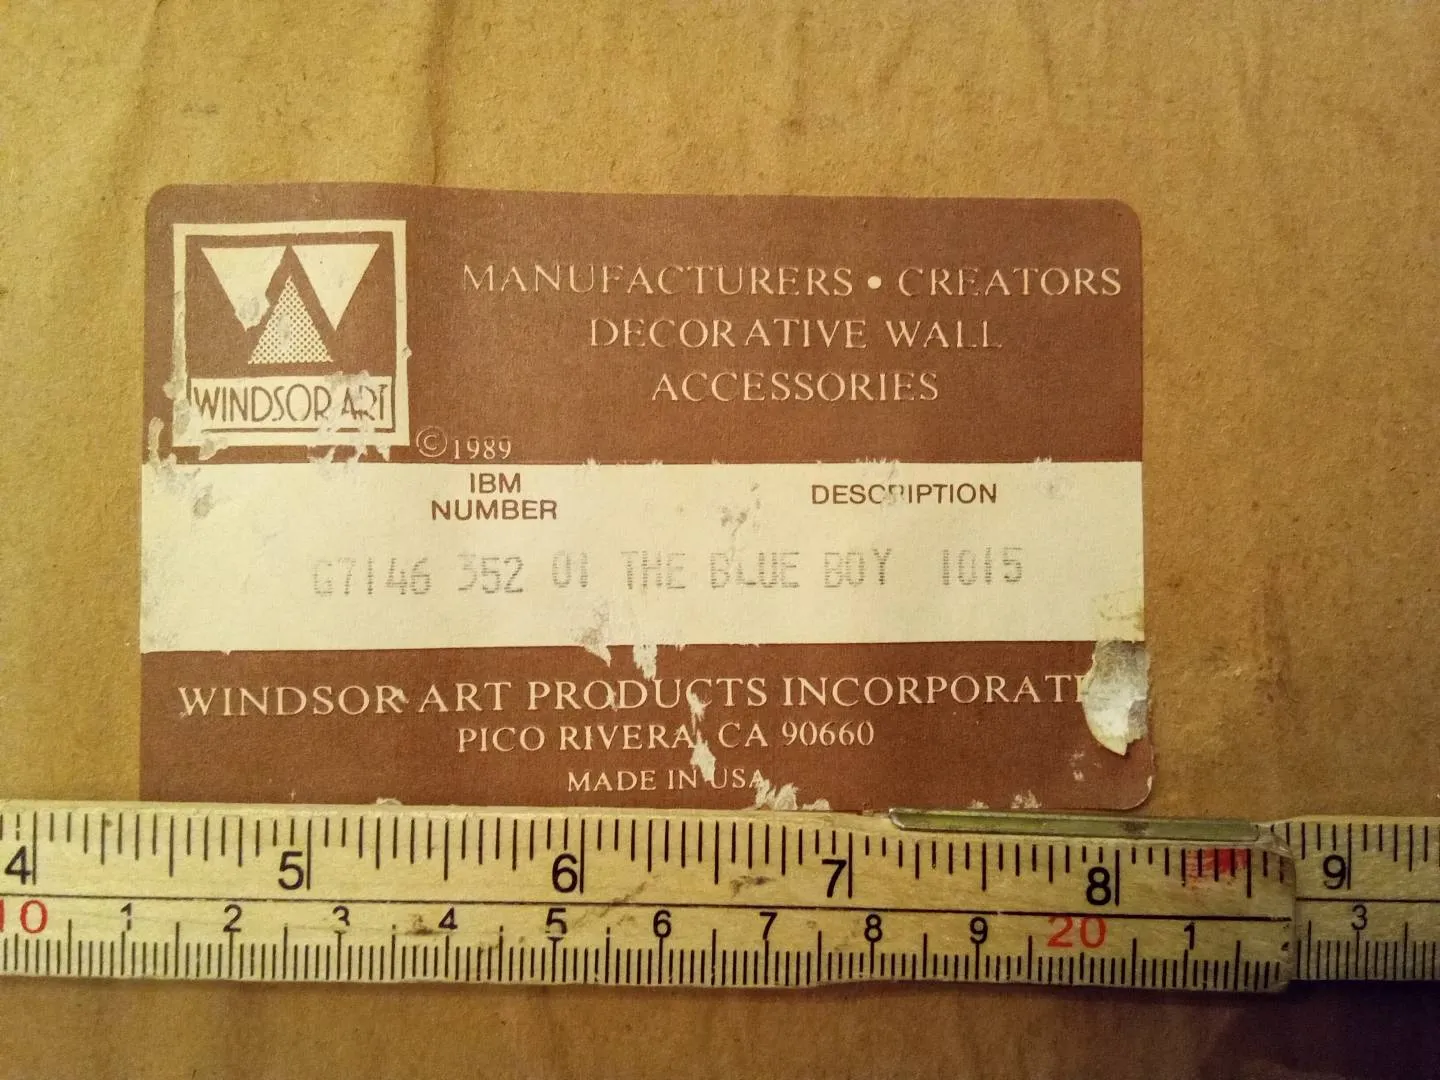 MANUFACTURERS • CREATORS
DECORATIVE WALL
ACCESSORIES
WINDSOR ART
© 1989
IBM
NUMBER
DESCRIPTION
G7146 352 01 THE BLUE BOY 1015
WINDSOR ART PRODUCTS INCORPORATE
PICO RIVERA, CA 90660
MADE IN USA
4 5 6 7 8 9
10 1 2 3 4 5 6 7 8 9 20 1 3